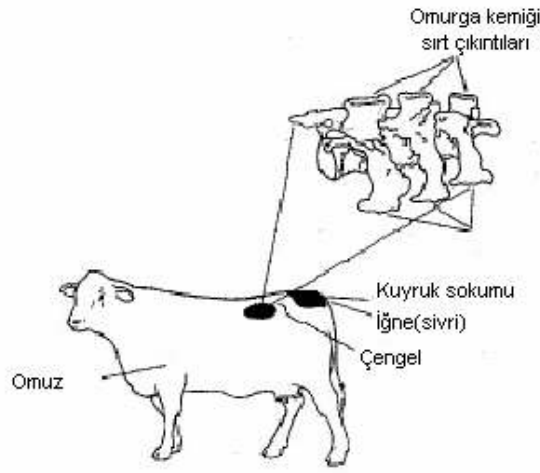 Omurga kemiği
sırt çıkıntıları
Kuyruk sokumu
İğne(sivri)
Çengel
Omuz